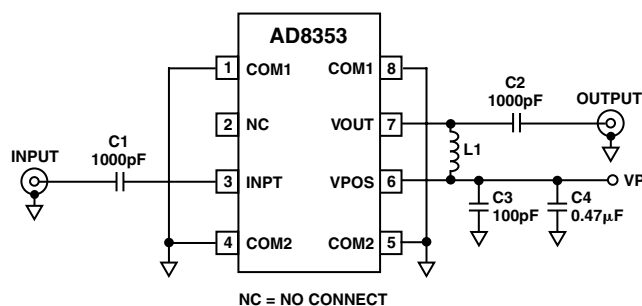 AD8353
1 COM1
COM1 8
2 NC
VOUT 7
3 INPT
VPOS 6
4 COM2
COM2 5
INPUT
C1
1000pF
C2
1000pF
OUTPUT
L1
VP
C3
100pF
C4
0.47µF
NC = NO CONNECT